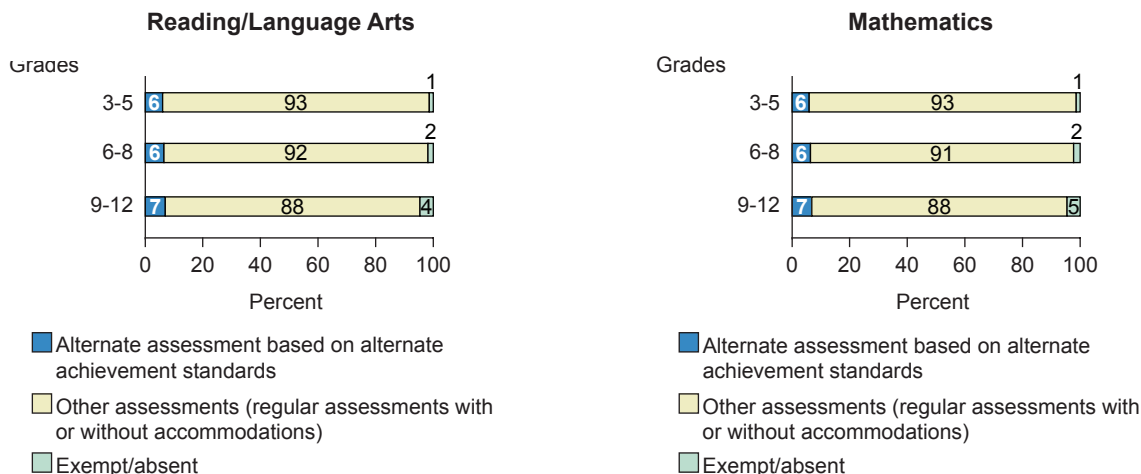 Reading/Language Arts
Grades
1
3-5 6 93
2
6-8 6 92
9-12 7 88 4
0 20 40 60 80 100
Percent
Alternate assessment based on alternate
achievement standards
Other assessments (regular assessments with
or without accommodations)
Exempt/absent
Mathematics
Grades
1
3-5 6 93
2
6-8 6 91
9-12 7 88 5
0 20 40 60 80 100
Percent
Alternate assessment based on alternate
achievement standards
Other assessments (regular assessments with
or without accommodations)
Exempt/absent